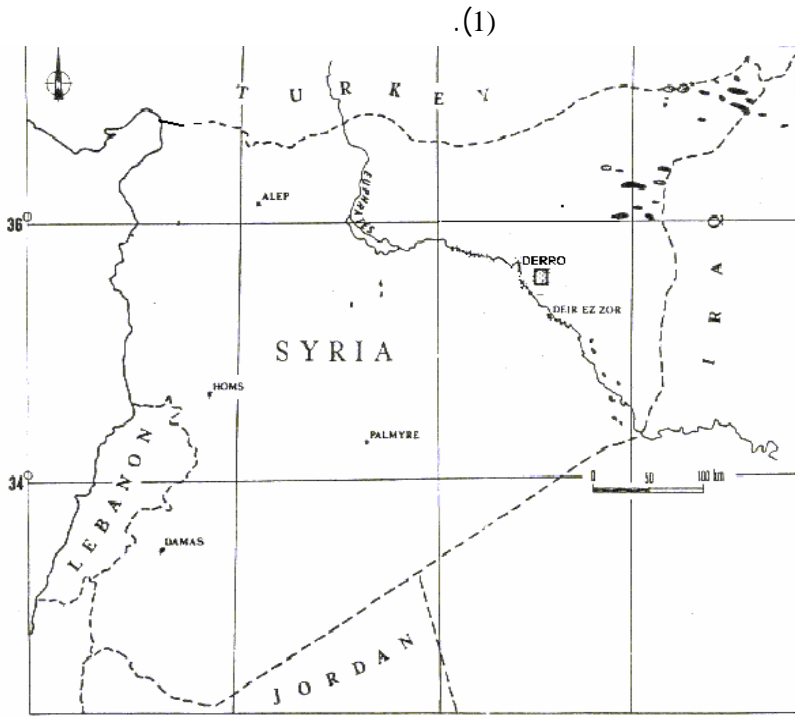 .(1)
TURKEY
ALEP
EUPHRATS
36
DERRO
DEIR EZ ZOR
IRAQ
SYRIA
HOMS
PALMYRE
LEBANON
0 50 100 km
34
DAMAS
JORDAN